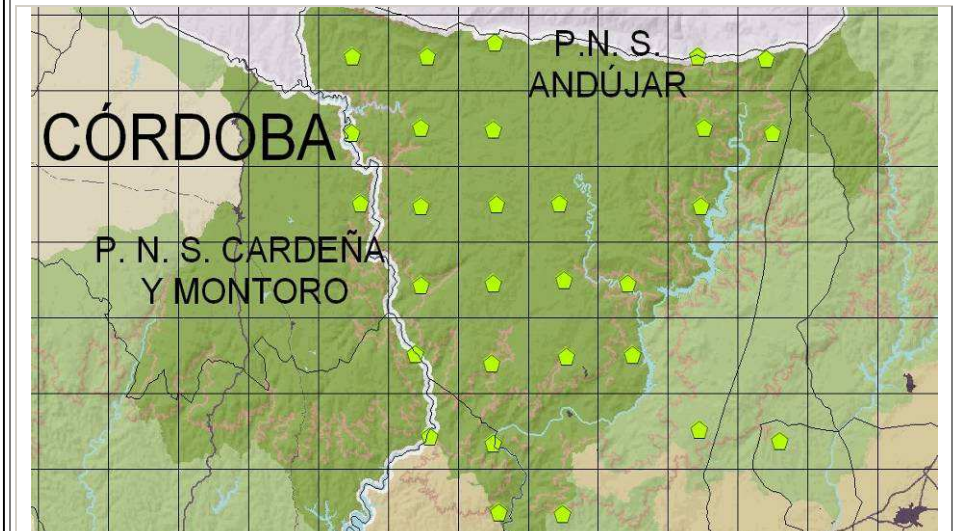 P.N. S.
ANDÚJAR
CÓRDOBA
P. N. S. CARDEÑA
Y MONTORO